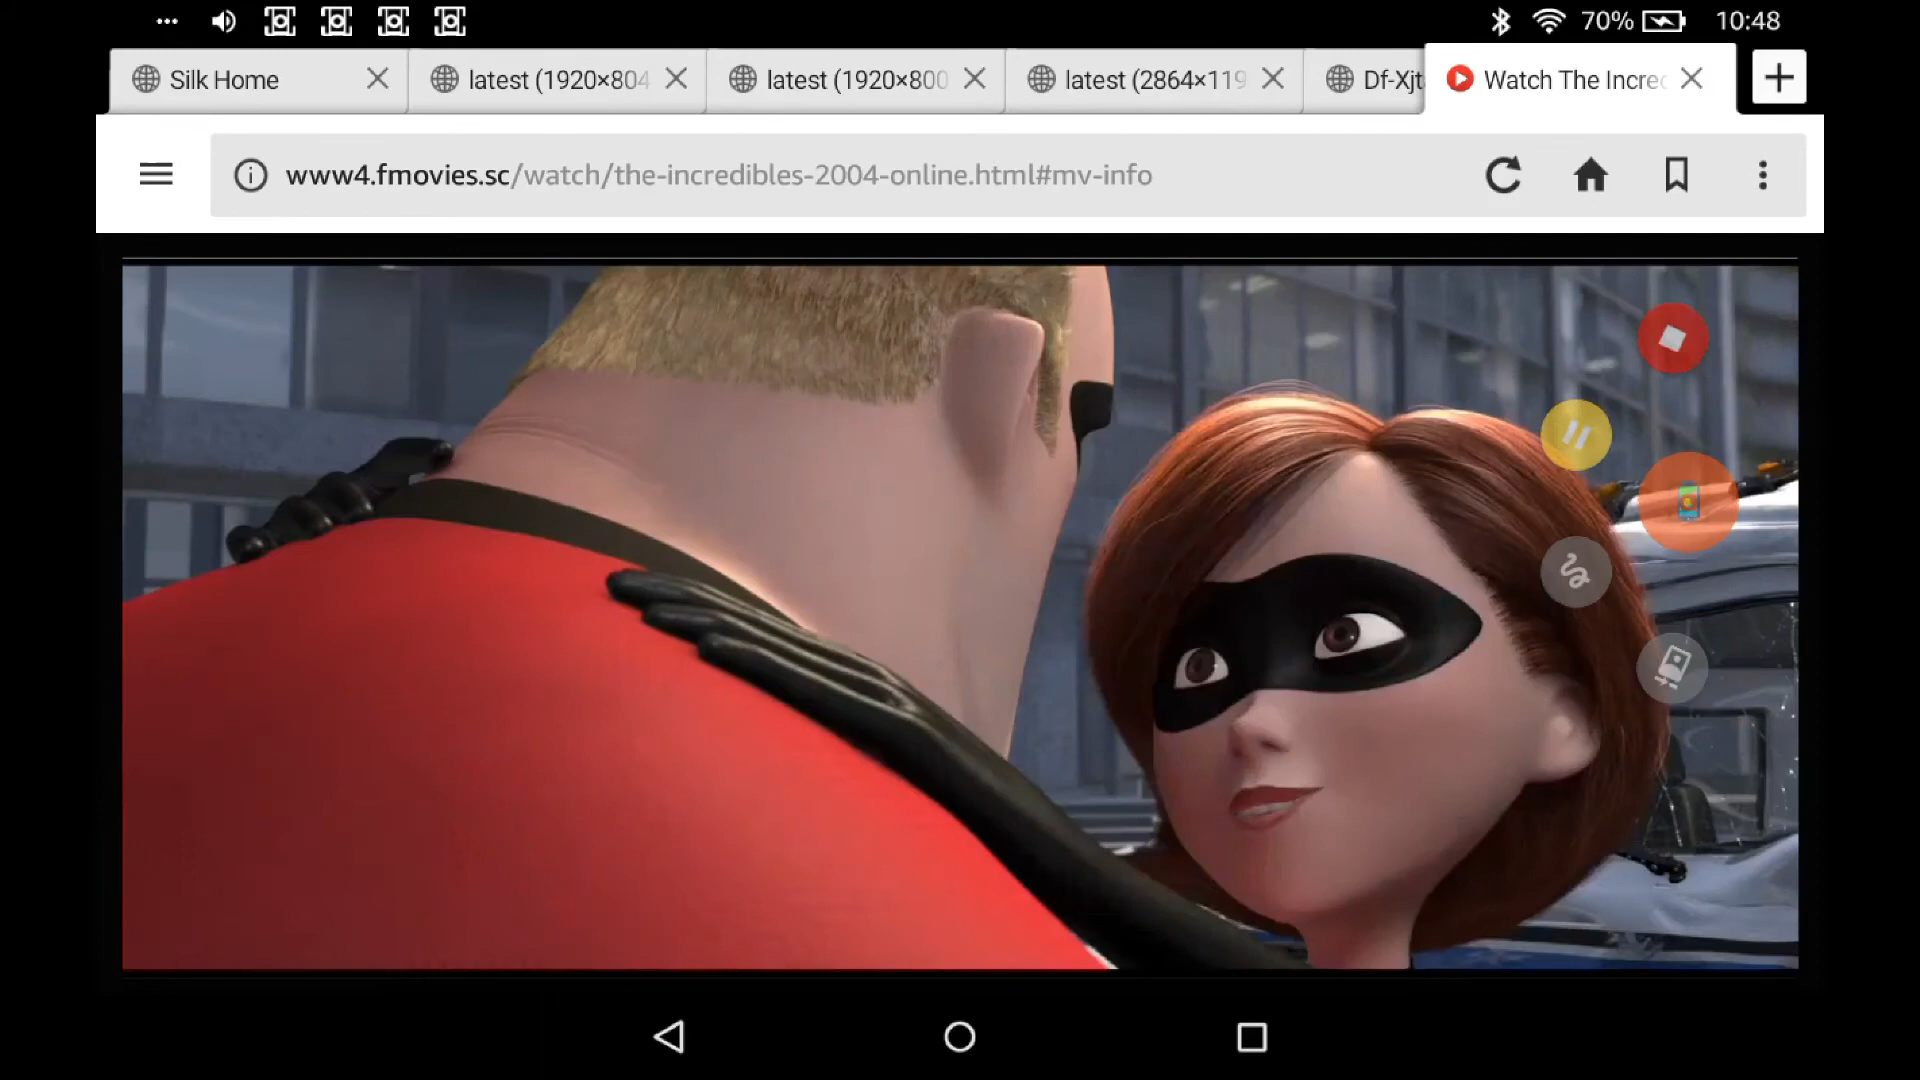 70% 10:48
Silk Home
latest (1920×804
latest (1920×800
latest (2864×119
Df-Xjt
Watch The Incre
www4.fmovies.sc/watch/the-incredibles-2004-online.html#mv-info